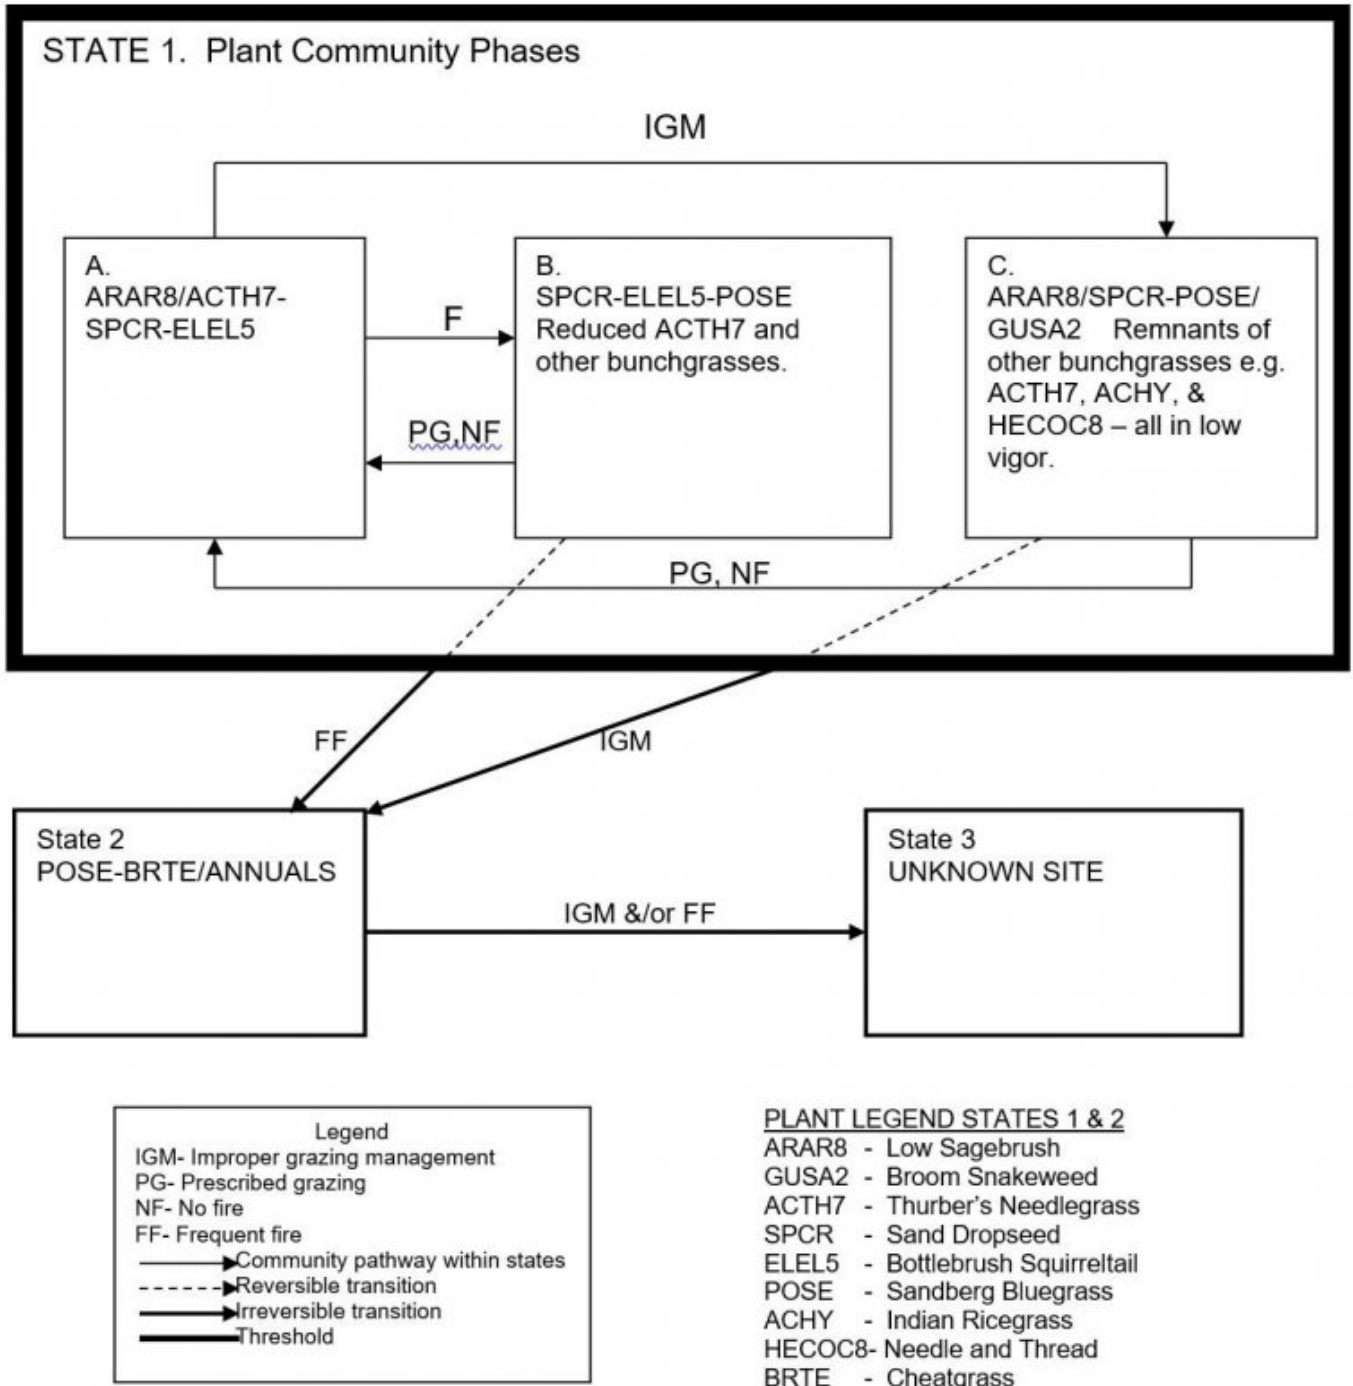 STATE 1.  Plant Community Phases
IGM
A.
ARAR8/ACTH7-
SPCR-ELEL5
F
PG,NF
B.
SPCR-ELEL5-POSE
Reduced ACTH7 and
other bunchgrasses.
C.
ARAR8/SPCR-POSE/
GUSA2    Remnants of
other bunchgrasses e.g.
ACTH7, ACHY, &
HECOC8 – all in low
vigor.
PG, NF
FF
IGM
State 2
POSE-BRTE/ANNUALS
IGM &/or FF
State 3
UNKNOWN SITE
Legend
IGM- Improper grazing management
PG- Prescribed grazing
NF- No fire
FF- Frequent fire
Community pathway within states
Reversible transition
Irreversible transition
Threshold
PLANT LEGEND STATES 1 & 2
ARAR8 - Low Sagebrush
GUSA2 - Broom Snakeweed
ACTH7 - Thurber's Needlegrass
SPCR - Sand Dropseed
ELEL5 - Bottlebrush Squirreltail
POSE - Sandberg Bluegrass
ACHY - Indian Ricegrass
HECOC8- Needle and Thread
BRTE - Cheatgrass